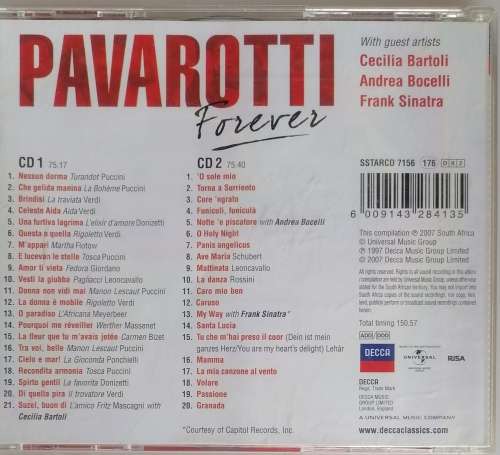 PAVAROTTI
Forever
With guest artists
Cecilia Bartoli
Andrea Bocelli
Frank Sinatra
CD 1 75.17
1. Nessun dorma Turandot Puccini
2. Che gelida manina La Bohème Puccini
3. Brindisi La traviata Verdi
4. Celeste Aida Aida Verdi
5. Una furtiva lagrima L'elisir d'amore Donizetti
6. Questa o quella Rigoletto Verdi
7. M'appari Martha Flotow
8. E lucevan le stelle Tosca Puccini
9. Amor ti vieta Fedora Giordano
10. Vesti la giubba Pagliacci Leoncavallo
11. Donna non vidi mai Manon Lescaut Puccini
12. La donna è mobile Rigoletto Verdi
13. O paradiso L'Africana Meyerbeer
14. Pourquoi me réveiller Werther Massenet
15. La fleur que tu m'avais jetée Carmen Bizet
16. Tra voi, belle Manon Lescaut Puccini
17. Cielo e mar! La Gioconda Ponchielli
18. Recondita armonia Tosca Puccini
19. Spirto gentil La favorita Donizetti
20. Di quella pira Il trovatore Verdi
21. Suzel, buon dì L'amico Fritz Mascagni with
Cecilia Bartoli
CD 2 75.40
1. 'O sole mio
2. Torna a Surriento
3. Core 'ngrato
4. Funiculì, funiculà
5. Notte 'e piscatore with Andrea Bocelli
6. O Holy Night
7. Panis angelicus
8. Ave Maria Schubert
9. Mattinata Leoncavallo
10. La danza Rossini
11. Caro mio ben
12. Caruso
13. My Way with Frank Sinatra*
14. Santa Lucia
15. Tu che m'hai preso il cuor (Dein ist mein
ganzes Herz/You are my heart's delight) Lehár
16. Mamma
17. La mia canzone al vento
18. Volare
19. Passione
20. Granada
*Courtesy of Capitol Records, Inc.
SSTARCD 7156 176 DR2
6 009143 284135
This compilation ℗ 2007 South Africa
© Universal Music Group
℗ 1997 Decca Music Group Limited
© 2007 Decca Music Group Limited
Total timing 150.57
ADD/DDD
DECCA
UNIVERSAL
RiSA
DECCA
Regd. Trade Mark
DECCA MUSIC
GROUP LIMITED
London, England
A UNIVERSAL MUSIC COMPANY
www.deccaclassics.com